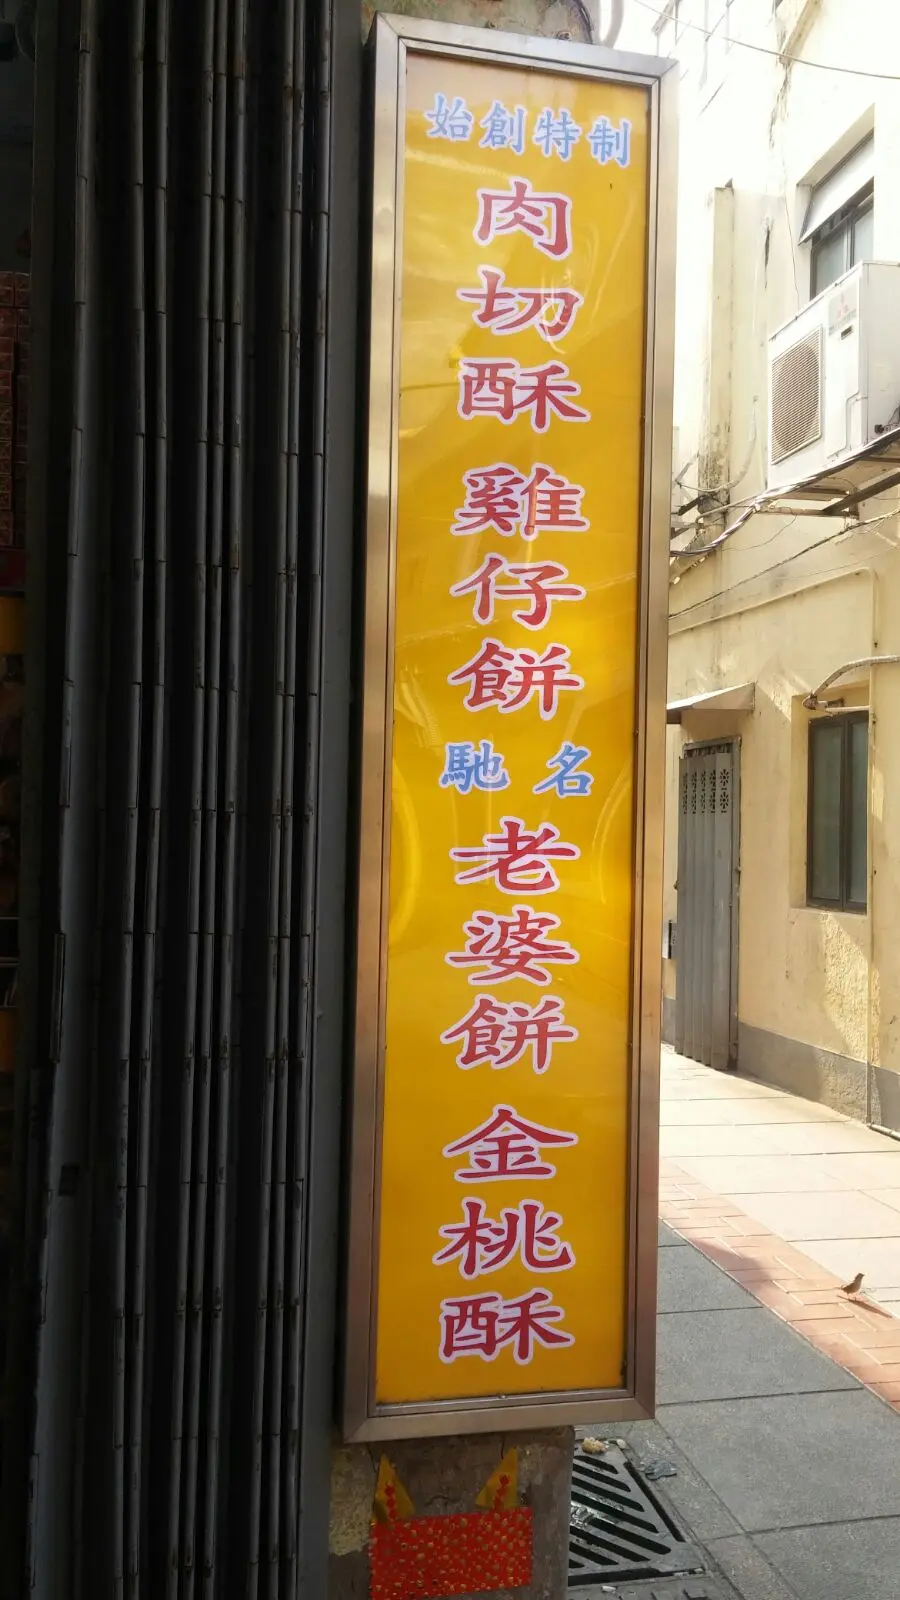 始創特制
肉切酥
雞仔餅
馳名
老婆餅
金桃酥